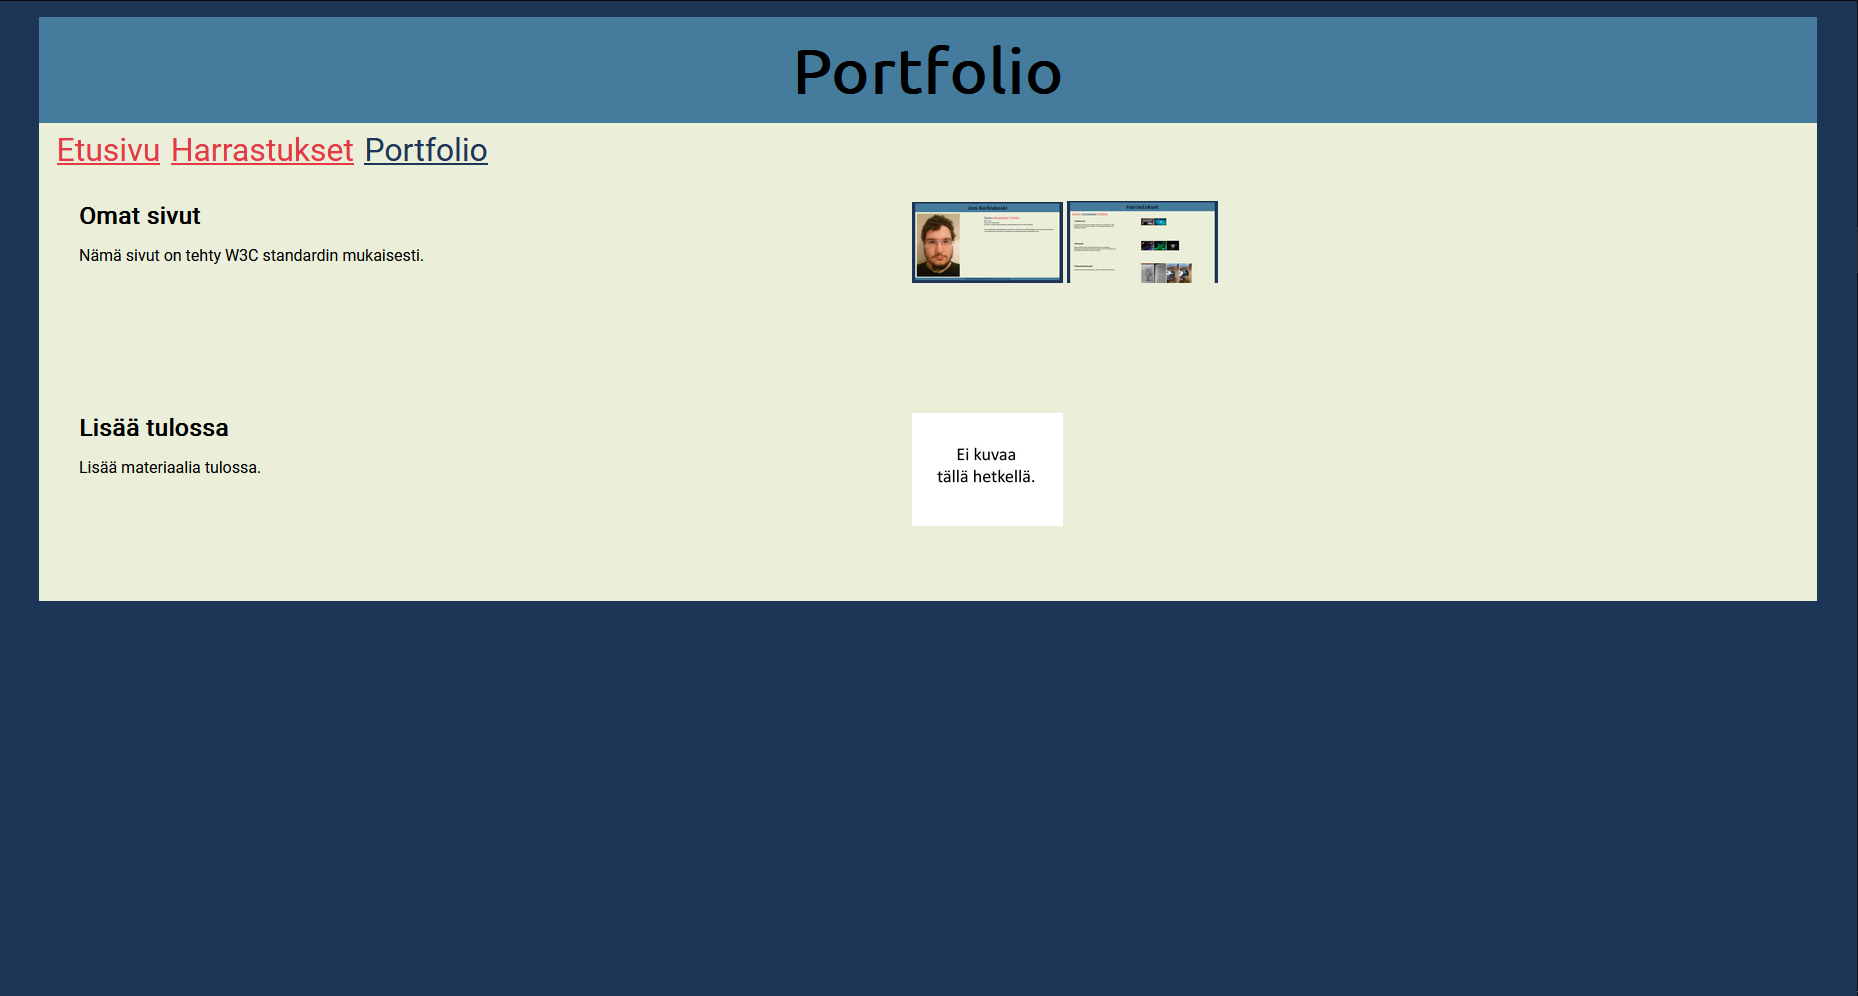 Portfolio
Etusivu Harrastukset Portfolio
Omat sivut
Nämä sivut on tehty W3C standardin mukaisesti.
Joni Korkiakoski
Harrastukset
Lisää tulossa
Lisää materiaalia tulossa.
Ei kuvaa
tällä hetkellä.